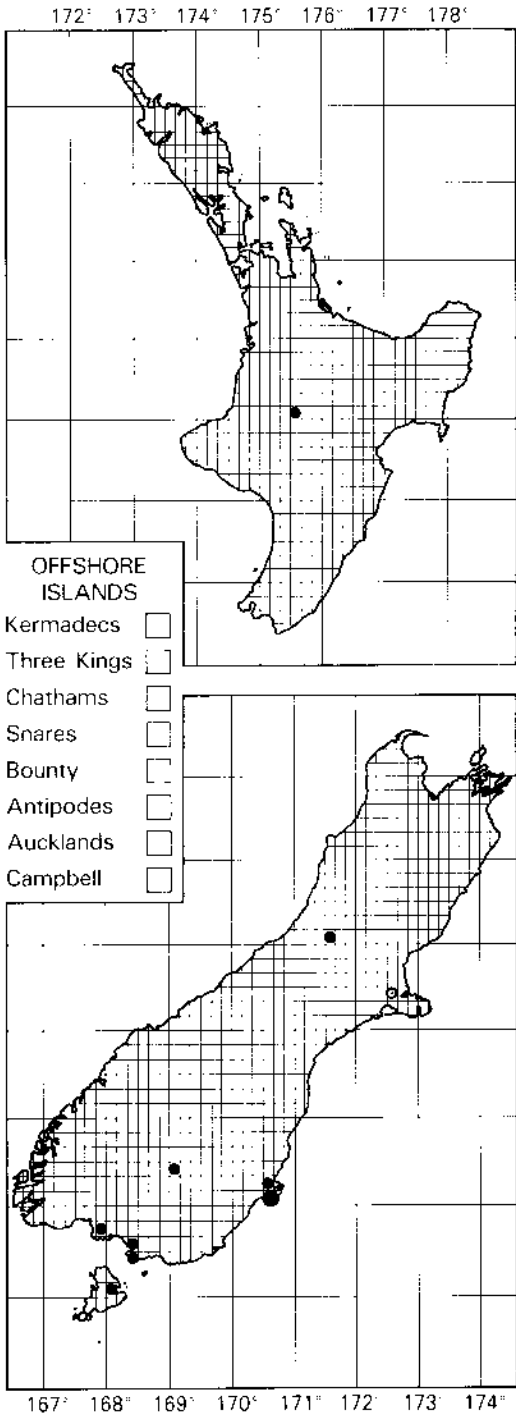 172° 173° 174° 175° 176° 177° 178°
OFFSHORE
ISLANDS
Kermadecs
Three Kings
Chathams
Snares
Bounty
Antipodes
Aucklands
Campbell
167° 168° 169° 170° 171° 172° 173° 174°